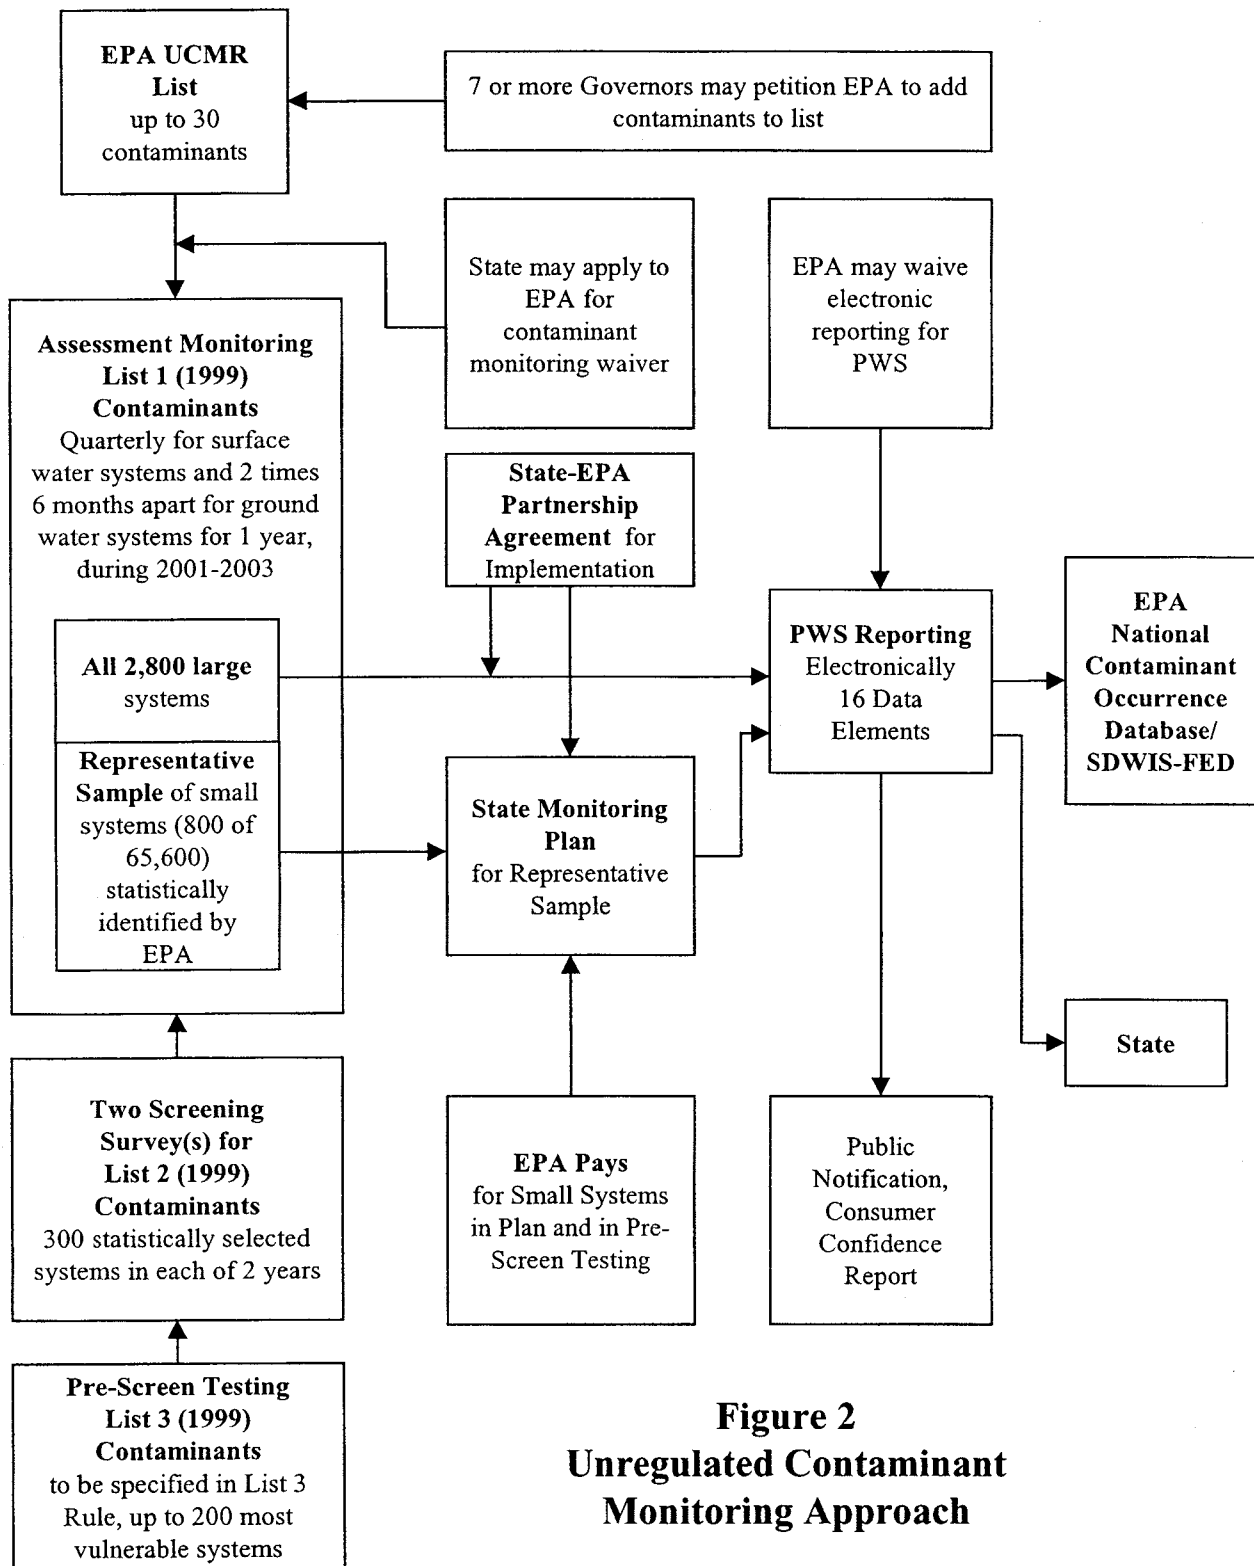 EPA UCMR
List
up to 30
contaminants
7 or more Governors may petition EPA to add
contaminants to list
State may apply to
EPA for
contaminant
monitoring waiver
EPA may waive
electronic
reporting for
PWS
Assessment Monitoring
List 1 (1999)
Contaminants
Quarterly for surface
water systems and 2 times
6 months apart for ground
water systems for 1 year,
during 2001-2003
All 2,800 large
systems
Representative
Sample of small
systems (800 of
65,600)
statistically
identified by
EPA
State-EPA
Partnership
Agreement for
Implementation
State Monitoring
Plan
for Representative
Sample
PWS Reporting
Electronically
16 Data
Elements
EPA
National
Contaminant
Occurrence
Database/
SDWIS-FED
State
Two Screening
Survey(s) for
List 2 (1999)
Contaminants
300 statistically selected
systems in each of 2 years
EPA Pays
for Small Systems
in Plan and in Pre-
Screen Testing
Public
Notification,
Consumer
Confidence
Report
Pre-Screen Testing
List 3 (1999)
Contaminants
to be specified in List 3
Rule, up to 200 most
vulnerable systems
Figure 2
Unregulated Contaminant
Monitoring Approach